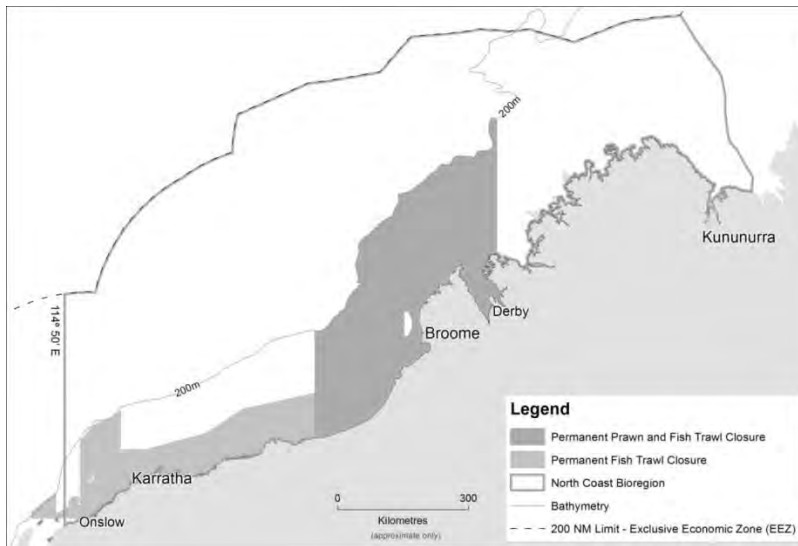 200m
Kununurra
114° 50' E
Derby
Broome
200m
Karratha
Onslow
Legend
Permanent Prawn and Fish Trawl Closure
Permanent Fish Trawl Closure
North Coast Bioregion
Bathymetry
200 NM Limit - Exclusive Economic Zone (EEZ)
0 300
Kilometres
(approximate only)